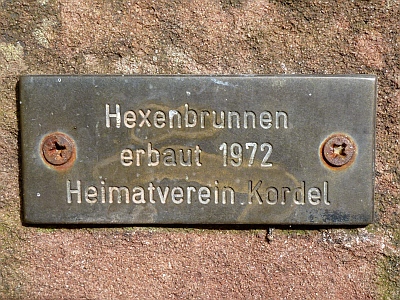 Hexenbrunnen
erbaut 1972
Heimatverein Kordel